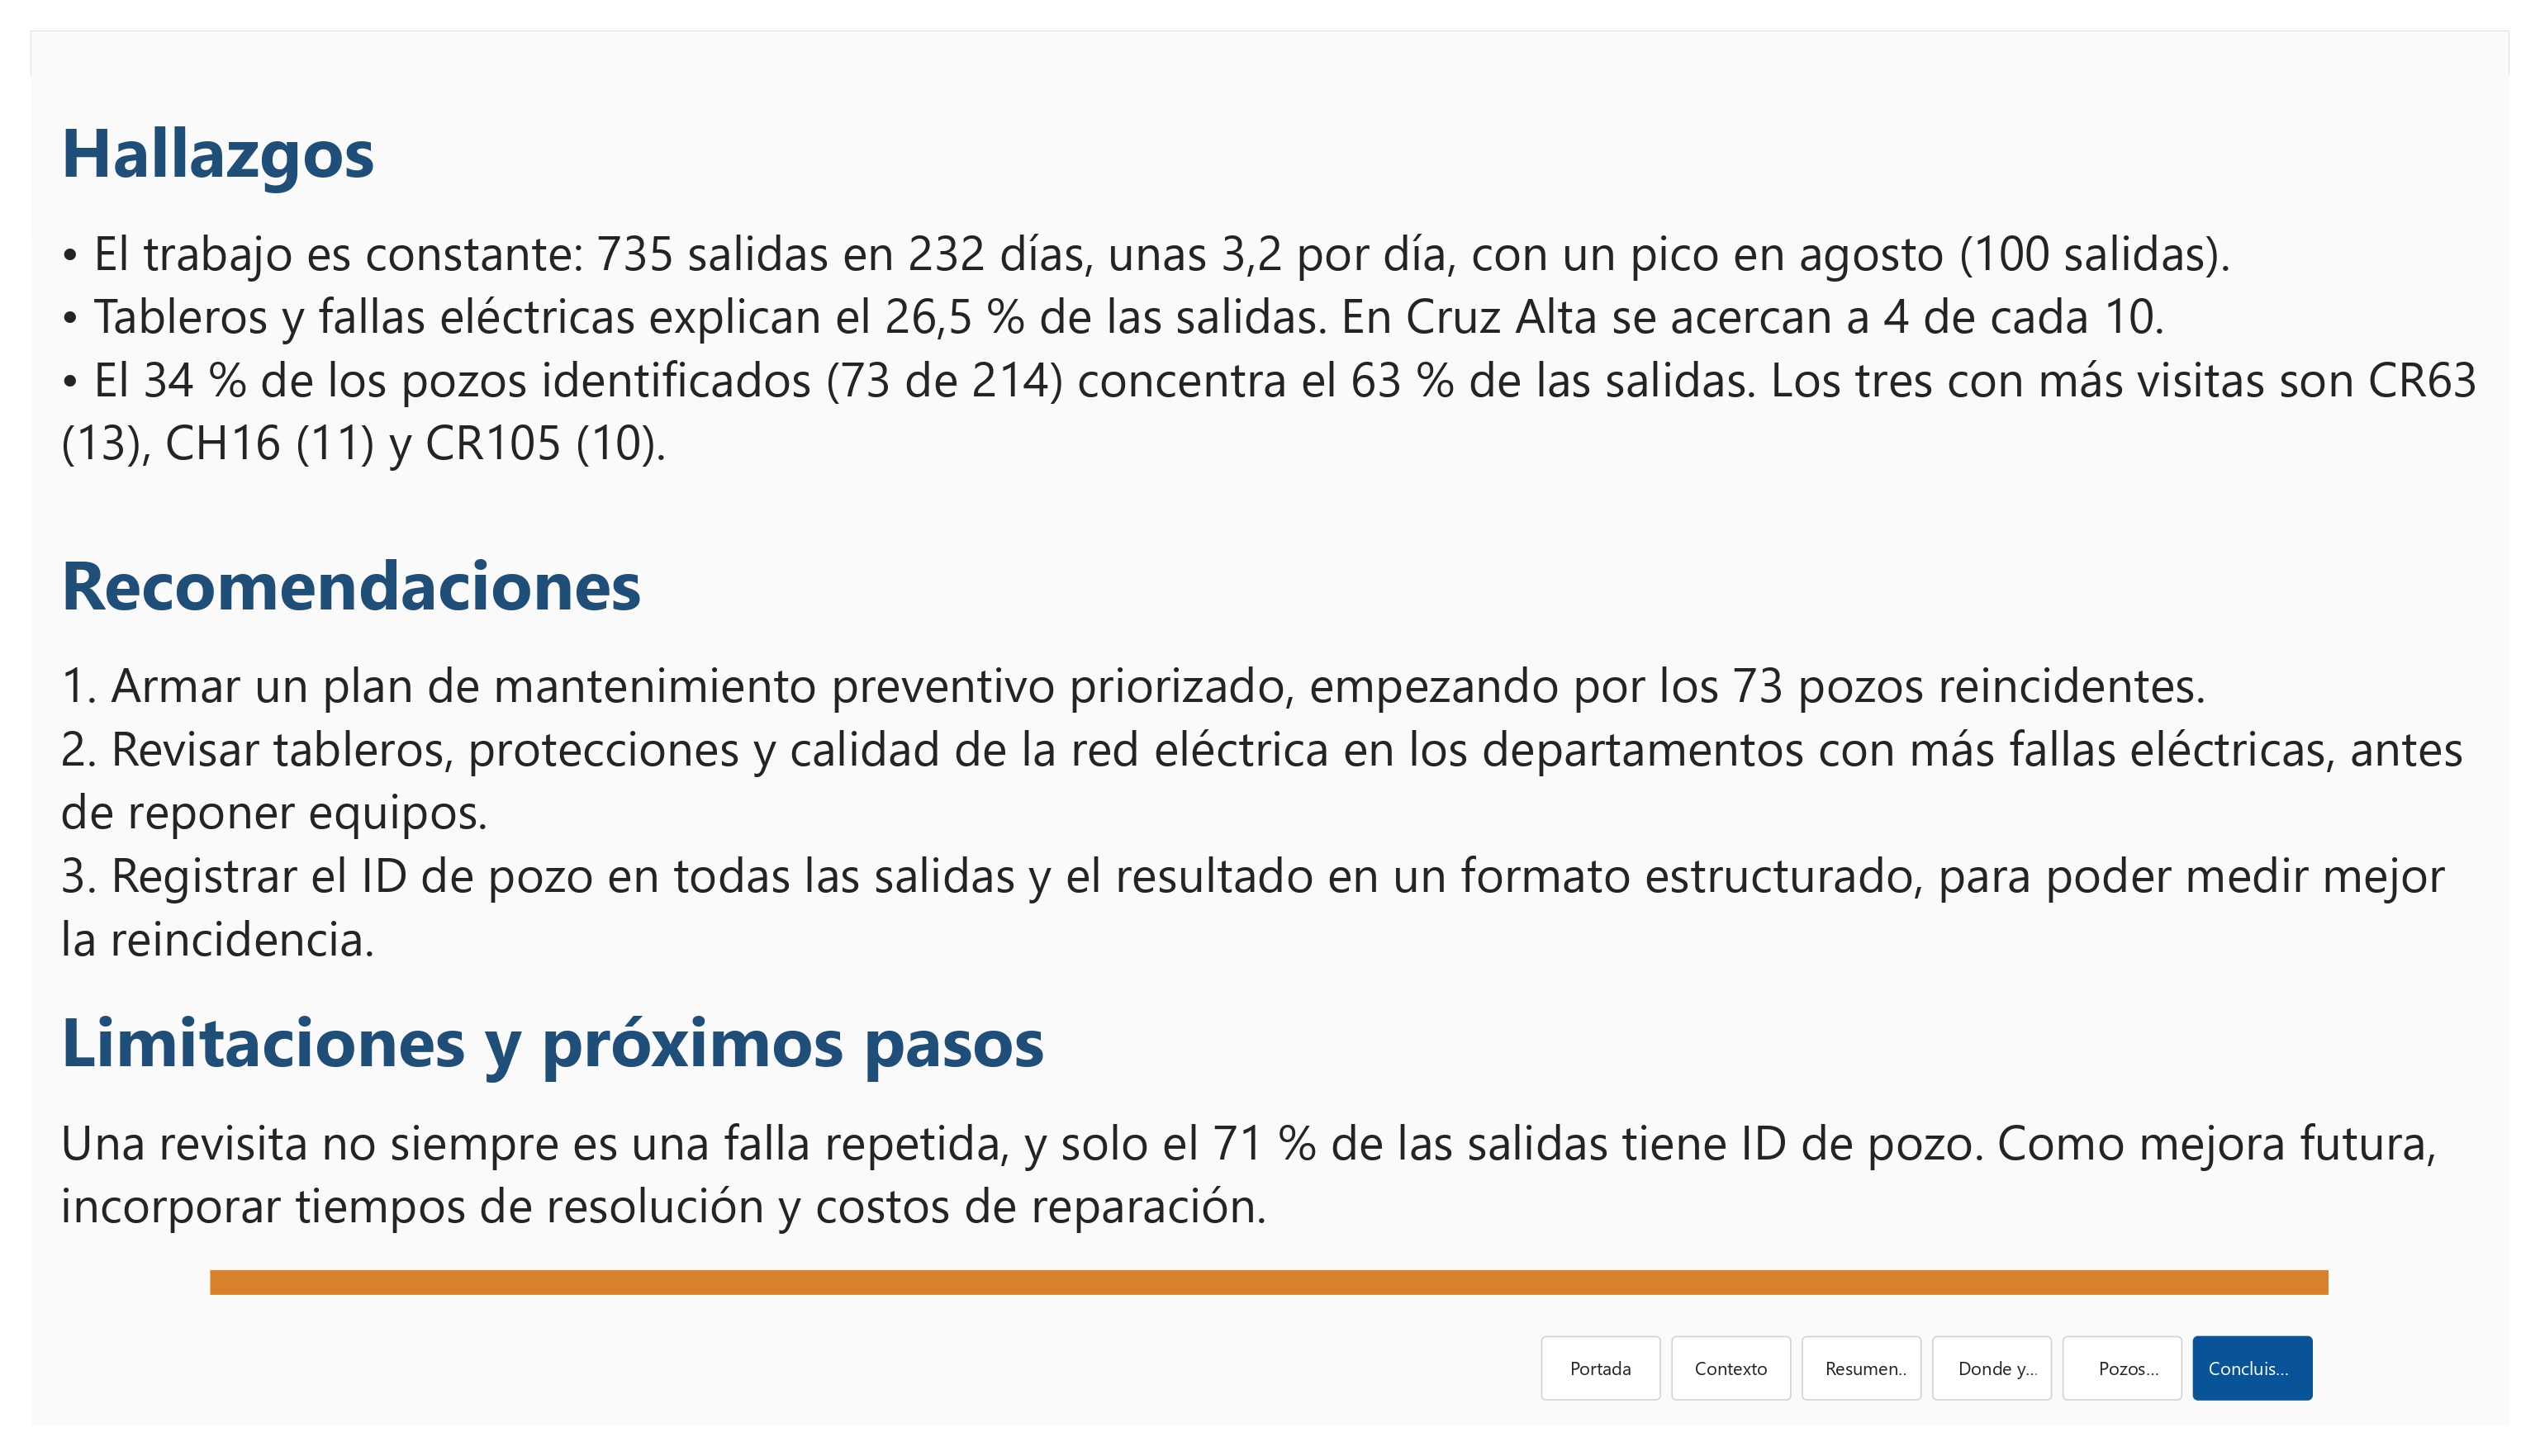 Hallazgos
• El trabajo es constante: 735 salidas en 232 días, unas 3,2 por día, con un pico en agosto (100 salidas).
• Tableros y fallas eléctricas explican el 26,5 % de las salidas. En Cruz Alta se acercan a 4 de cada 10.
• El 34 % de los pozos identificados (73 de 214) concentra el 63 % de las salidas. Los tres con más visitas son CR63
(13), CH16 (11) y CR105 (10).
Recomendaciones
1. Armar un plan de mantenimiento preventivo priorizado, empezando por los 73 pozos reincidentes.
2. Revisar tableros, protecciones y calidad de la red eléctrica en los departamentos con más fallas eléctricas, antes
de reponer equipos.
3. Registrar el ID de pozo en todas las salidas y el resultado en un formato estructurado, para poder medir mejor
la reincidencia.
Limitaciones y próximos pasos
Una revisita no siempre es una falla repetida, y solo el 71 % de las salidas tiene ID de pozo. Como mejora futura,
incorporar tiempos de resolución y costos de reparación.
Portada
Contexto
Resumen..
Donde y...
Pozos...
Concluis...